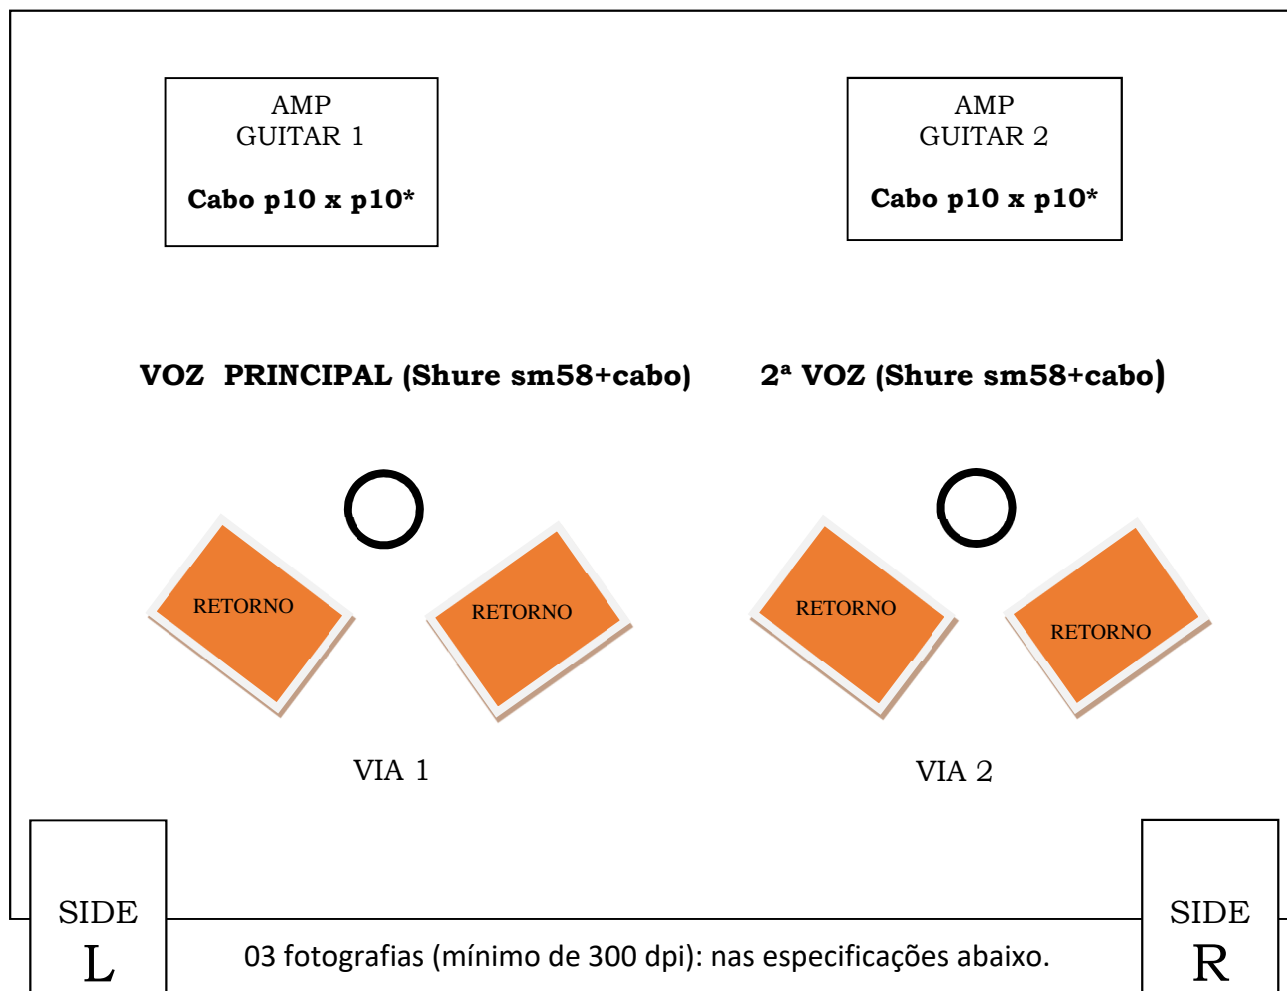 AMP
GUITAR 1
Cabo p10 x p10*
AMP
GUITAR 2
Cabo p10 x p10*
VOZ  PRINCIPAL (Shure sm58+cabo)
2ª VOZ (Shure sm58+cabo)
RETORNO
RETORNO
RETORNO
RETORNO
VIA 1
VIA 2
SIDE
L
03 fotografias (mínimo de 300 dpi): nas especificações abaixo.
SIDE
R